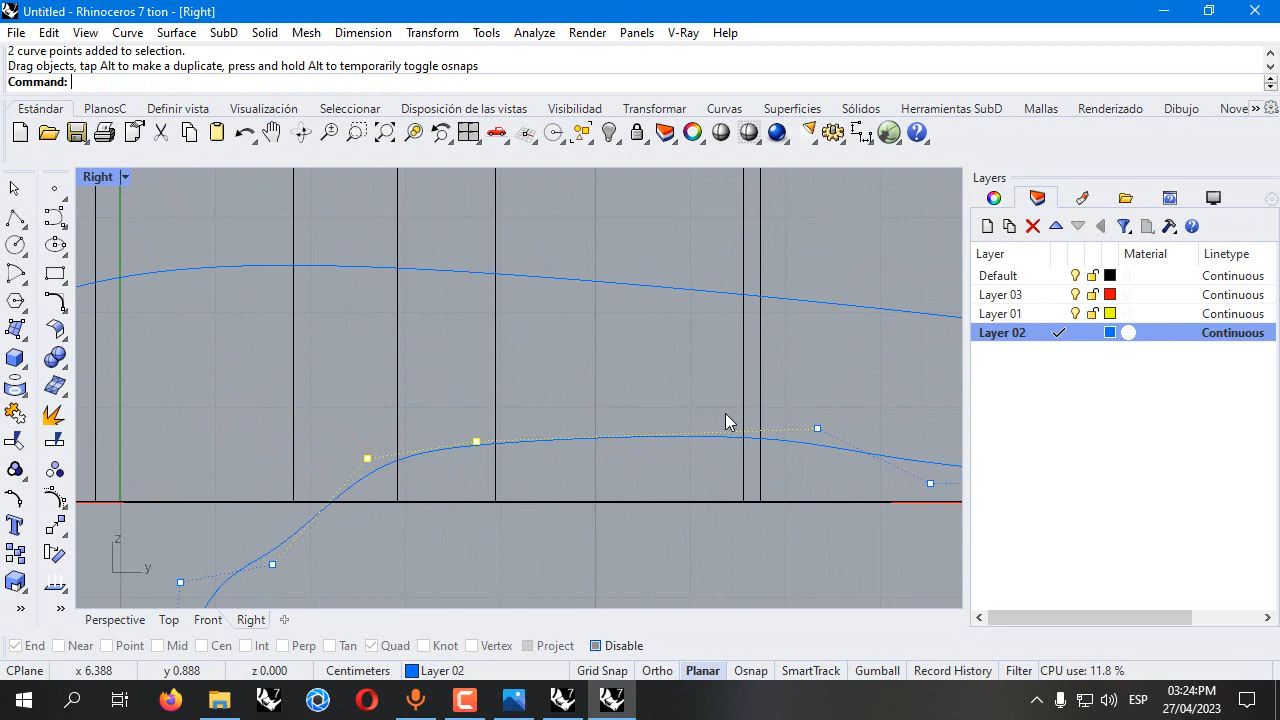 Untitled - Rhinoceros 7 tion - [Right]
File Edit View Curve Surface SubD Solid Mesh Dimension Transform Tools Analyze Render Panels V-Ray Help
2 curve points added to selection.
Drag objects, tap Alt to make a duplicate, press and hold Alt to temporarily toggle osnaps
Command:
Estándar PlanosC Definir vista Visualización Seleccionar Disposición de las vistas Visibilidad Transformar Curvas Superficies Sólidos Herramientas SubD Mallas Renderizado Dibujo Nove
Right
Layers
Layer Material Linetype
Default Continuous
Layer 03 Continuous
Layer 01 Continuous
Layer 02 Continuous
z
y
Perspective Top Front Right
End Near Point Mid Cen Int Perp Tan Quad Knot Vertex Project Disable
CPlane x 6.388 y 0.888 z 0.000 Centimeters Layer 02 Grid Snap Ortho Planar Osnap SmartTrack Gumball Record History Filter CPU use: 11.8 %
ESP
03:24:PM
27/04/2023